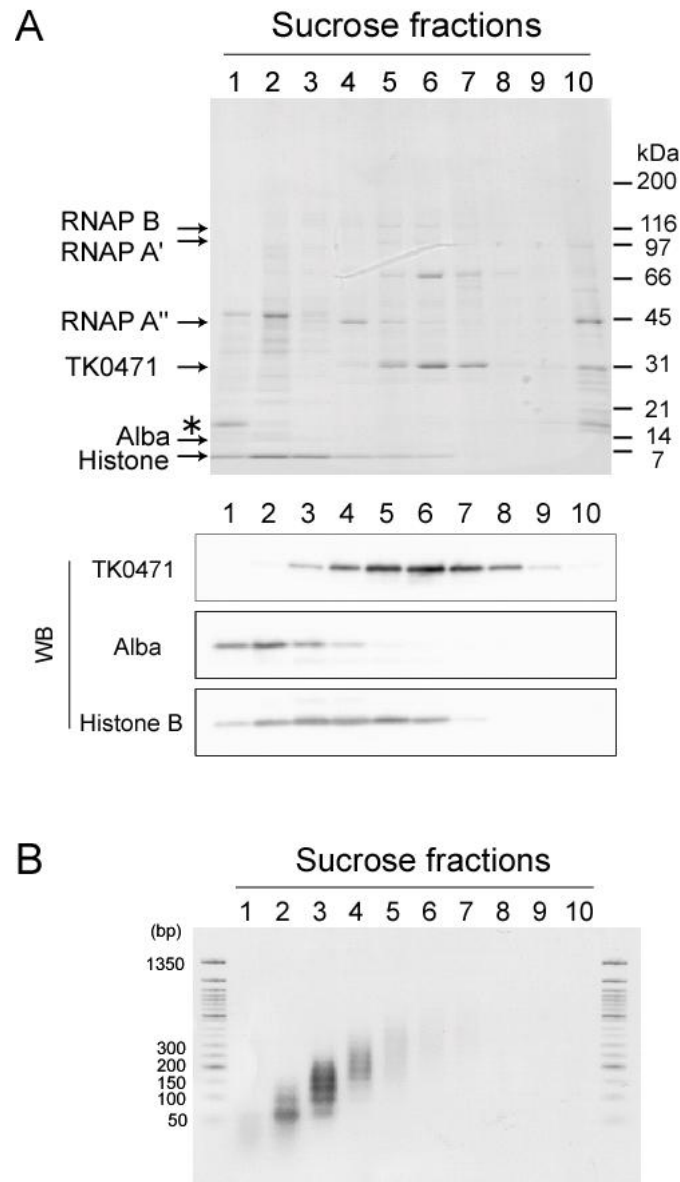 A
Sucrose fractions
1 2 3 4 5 6 7 8 9 10
kDa
200
RNAP B
116
RNAP A'
97
66
RNAP A"
45
TK0471
31
21
*
Alba
14
Histone
7
1 2 3 4 5 6 7 8 9 10
WB
TK0471
Alba
Histone B
B
Sucrose fractions
1 2 3 4 5 6 7 8 9 10
(bp)
1350
300
200
150
100
50